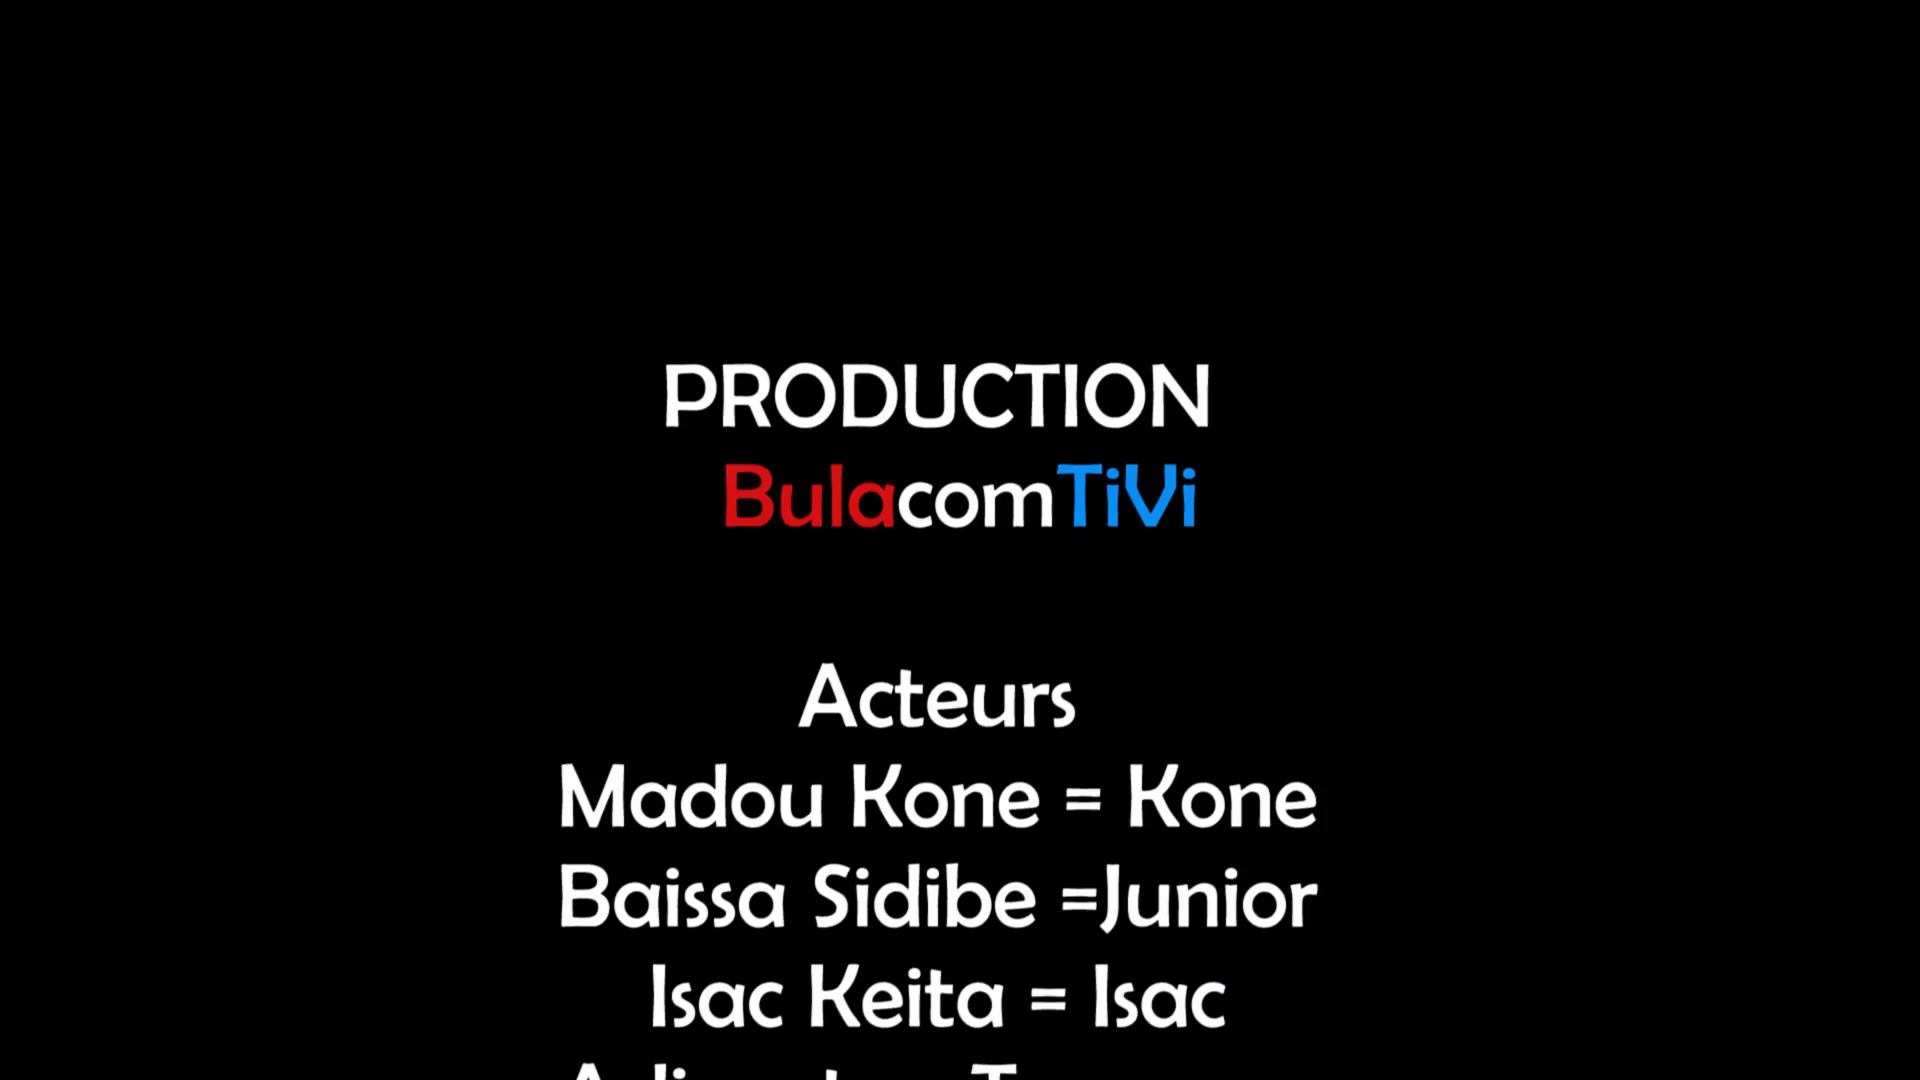 PRODUCTION
BulacomTiVi
Acteurs
Madou Kone = Kone
Baissa Sidibe =Junior
Isac Keita = Isac